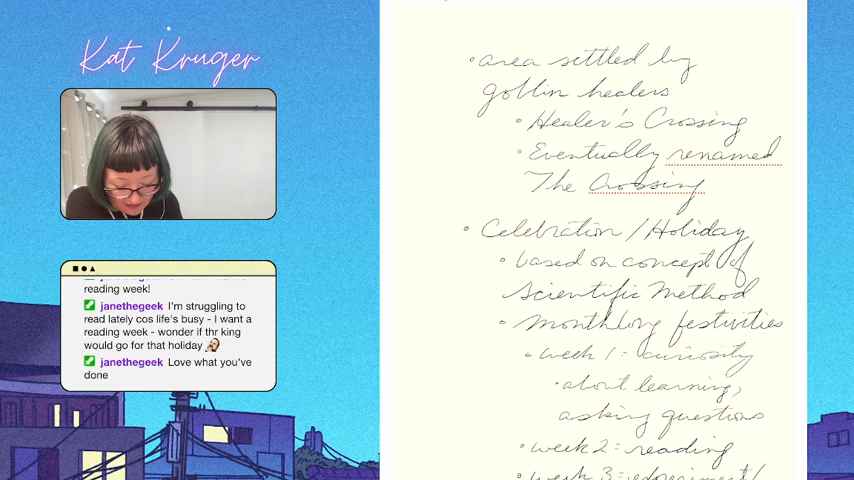 Kat Kruger
reading week!
janethegeek I'm struggling to
read lately cos life's busy - I want a
reading week - wonder if thr king
would go for that holiday
janethegeek Love what you've
done
• area settled by
goblin healers
• Healer's Crossing
• Eventually renamed
The Crossing
• Celebration / Holiday
• based on concept of
Scientific Method
• monthlong festivities
• week 1: curiosity
• about learning,
asking questions
• week 2: reading
• week 3: experiment/